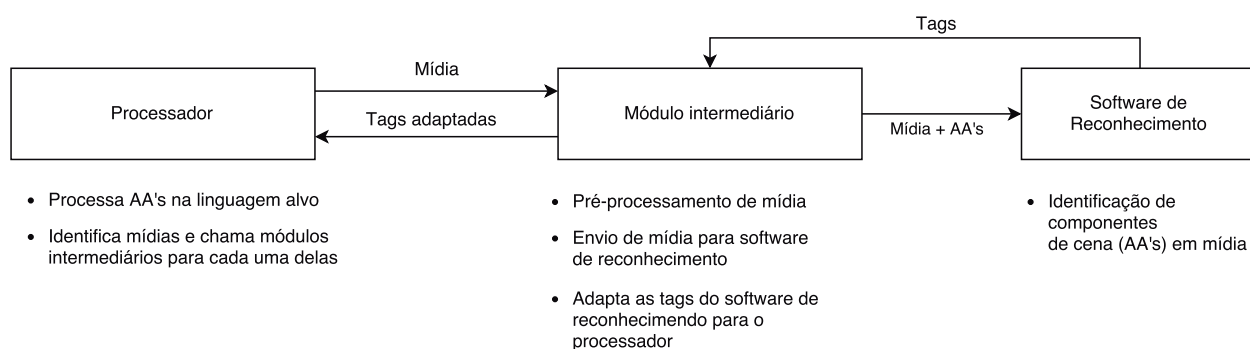 Tags
Mídia
Processador
Módulo intermediário
Software de
Reconhecimento
Tags adaptadas
Mídia + AA's
• Processa AA's na linguagem alvo
• Identifica mídias e chama módulos
intermediários para cada uma delas
• Pré-processamento de mídia
• Envio de mídia para software
de reconhecimento
• Adapta as tags do software de
reconhecimendo para o
processador
• Identificação de
componentes
de cena (AA's) em mídia